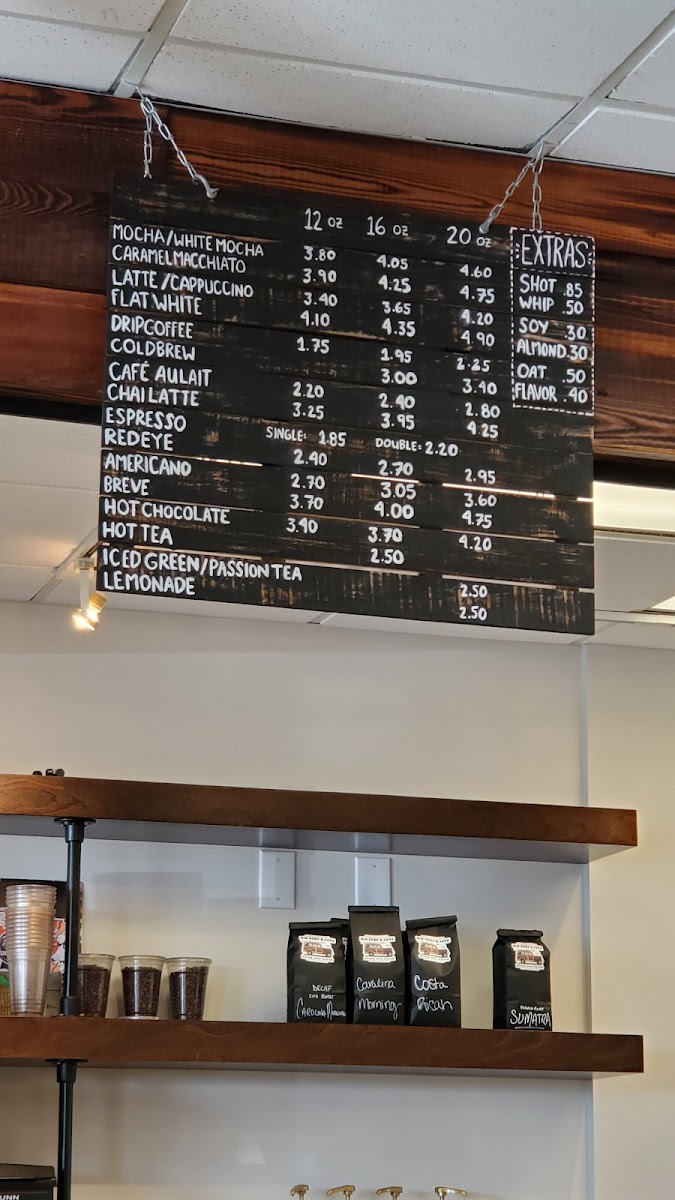 12 oz 16 oz 20 oz
MOCHA/WHITE MOCHA 3.80 4.05 4.60
CARAMEL MACCHIATO 3.90 4.25 4.75
LATTE/CAPPUCCINO 3.40 3.65 4.20
FLAT WHITE 4.10 4.35 4.90
DRIP COFFEE 1.75 1.95 2.25
COLD BREW 3.00 3.40
CAFÉ AU LAIT 2.20 2.40 2.80
CHAI LATTE 3.25 3.95 4.25
ESPRESSO SINGLE: 1.85 DOUBLE: 2.20
REDEYE 2.40 2.70 2.95
AMERICANO 2.70 3.05 3.60
BREVE 3.70 4.00 4.75
HOT CHOCOLATE 3.40 3.70 4.20
HOT TEA 2.50
ICED GREEN/PASSION TEA 2.50
LEMONADE 2.50
EXTRAS
SHOT .85
WHIP .50
SOY .30
ALMOND .30
OAT .50
FLAVOR .40
DECAF
Carolina
Morning
Costa
Rican
SUMATRA